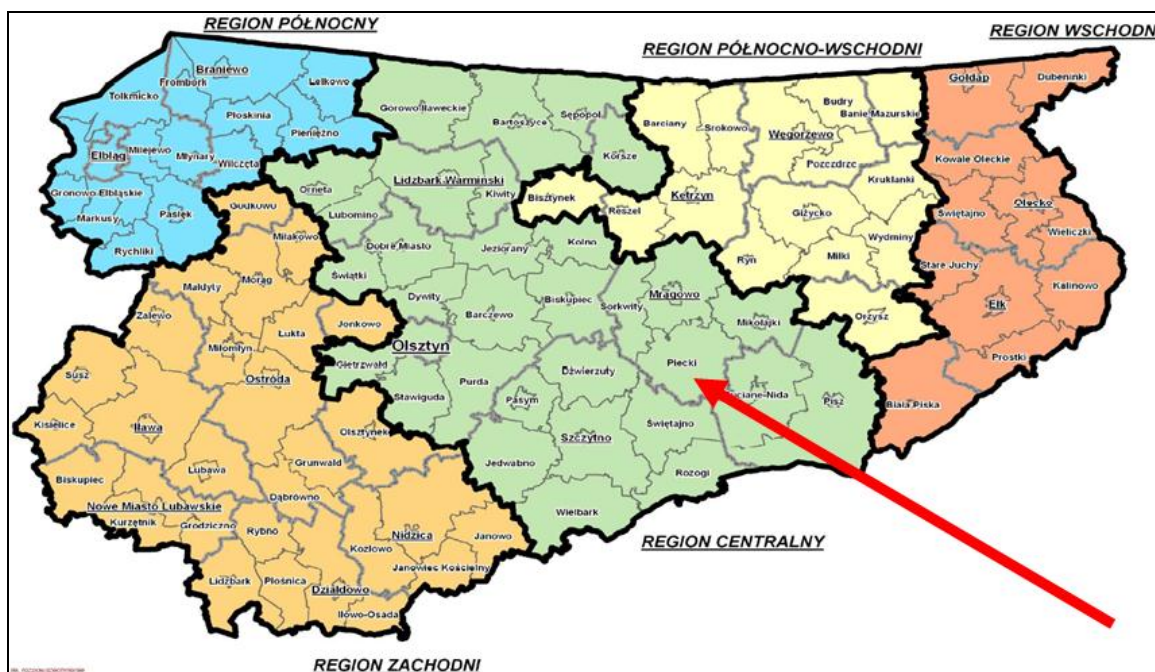 REGION PÓŁNOCNY
REGION PÓŁNOCNO-WSCHODNI
REGION WSCHODN
Braniewo
Frombork
Lelkowo
Tolkmicko
Płoskinia
Pieniężno
Elbląg
Milejewo
Młynary
Wilczęta
Gronowo Elbląskie
Markusy
Pasłęk
Rychliki
Górowo Iławeckie
Bartoszyce
Sępopol
Korsze
Lidzbark Warmiński
Orneta
Kiwity
Lubomino
Dobre Miasto
Jeziorany
Kolno
Świątki
Dywity
Barczewo
Biskupiec
Sorkwity
Mrągowo
Mikołajki
Olsztyn
Gietrzwałd
Stawiguda
Purda
Dźwierzuty
Piecki
Pasym
uciane-Nida
Pisz
Szczytno
Świętajno
Jedwabno
Rozogi
Wielbark
Barciany
Srokowo
Budry
Banie Mazurskie
Węgorzewo
Pozezdrze
Kruklanki
Bisztynek
Reszel
Kętrzyn
Giżycko
Wydminy
Ryn
Miłki
Orzysz
Gołdap
Dubeninki
Kowale Oleckie
Olecko
Świętajno
Wieliczki
Stare Juchy
Kalinowo
Ełk
Prostki
Biała Piska
Godkowo
Miłakowo
Małdyty
Morąg
Zalewo
Łukta
Jonkowo
Miłomłyn
Susz
Ostróda
Kisielice
Iława
Olsztynek
Grunwald
Biskupiec
Lubawa
Dąbrówno
Nowe Miasto Lubawskie
Kurzętnik
Grodziczno
Rybno
Nidzica
Janowo
Kozłowo
Janowiec Kościelny
Lidzbark
Płośnica
Działdowo
Iłowo-Osada
REGION CENTRALNY
REGION ZACHODNI